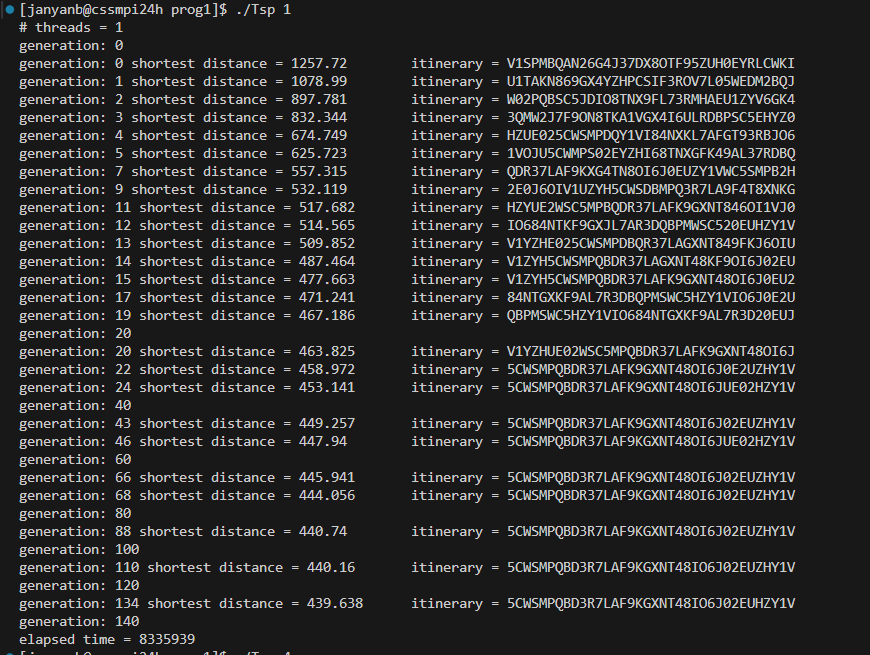 [janyanb@cssmpi24h prog1]$ ./Tsp 1
# threads = 1
generation: 0
generation: 0 shortest distance = 1257.72 itinerary = V1SPMBQAN26G4J37DX8OTF95ZUH0EYRLCWKI
generation: 1 shortest distance = 1078.99 itinerary = U1TAKN869GX4YZHPCSIF3ROV7L05WEDM2BQJ
generation: 2 shortest distance = 897.781 itinerary = W02PQBSC5JDIO8TNX9FL73RMHAEU1ZYV6GK4
generation: 3 shortest distance = 832.344 itinerary = 3QMW2J7F9ON8TKA1VGX4I6ULRDBPSC5EHYZ0
generation: 4 shortest distance = 674.749 itinerary = HZUE025CWSMPDQY1VI84NXKL7AFGT93RBJO6
generation: 5 shortest distance = 625.723 itinerary = 1VOJU5CWMPS02EYZHI68TNXGFK49AL37RDBQ
generation: 7 shortest distance = 557.315 itinerary = QDR37LAF9KXG4TN8OI6J0EUZY1VWC5SMPB2H
generation: 9 shortest distance = 532.119 itinerary = 2E0J6OIV1UZYH5CWSDBMPQ3R7LA9F4T8XNKG
generation: 11 shortest distance = 517.682 itinerary = HZYUE2WSC5MPBQDR37LAFK9GXNT846OI1VJ0
generation: 12 shortest distance = 514.565 itinerary = IO684NTKF9GXJL7AR3DQBPMWSC520EUHZY1V
generation: 13 shortest distance = 509.852 itinerary = V1YZHE025CWSMPDBQR37LAGXNT849FKJ6OIU
generation: 14 shortest distance = 487.464 itinerary = V1ZYH5CWSMPQBDR37LAGXNT48KF9OI6J02EU
generation: 15 shortest distance = 477.663 itinerary = V1ZYH5CWSMPQBDR37LAFK9GXNT48OI6J0EU2
generation: 17 shortest distance = 471.241 itinerary = 84NTGXKF9AL7R3DBQPMSWC5HZY1VIO6J0E2U
generation: 19 shortest distance = 467.186 itinerary = QBPMSWC5HZY1VIO684NTGXKF9AL7R3D20EUJ
generation: 20
generation: 20 shortest distance = 463.825 itinerary = V1YZHUE02WSC5MPQBDR37LAFK9GXNT48OI6J
generation: 22 shortest distance = 458.972 itinerary = 5CWSMPQBDR37LAFK9GXNT48OI6J0E2UZHY1V
generation: 24 shortest distance = 453.141 itinerary = 5CWSMPQBDR37LAFK9GXNT48OI6JUE02HZY1V
generation: 40
generation: 43 shortest distance = 449.257 itinerary = 5CWSMPQBDR37LAFK9GXNT48OI6J02EUZHY1V
generation: 46 shortest distance = 447.94 itinerary = 5CWSMPQBDR37LAF9KGXNT48OI6JUE02HZY1V
generation: 60
generation: 66 shortest distance = 445.941 itinerary = 5CWSMPQBD3R7LAFK9GXNT48OI6J02EUZHY1V
generation: 68 shortest distance = 444.056 itinerary = 5CWSMPQBDR37LAF9KGXNT48OI6J02EUZHY1V
generation: 80
generation: 88 shortest distance = 440.74 itinerary = 5CWSMPQBD3R7LAF9KGXNT48OI6J02EUZHY1V
generation: 100
generation: 110 shortest distance = 440.16 itinerary = 5CWSMPQBD3R7LAF9KGXNT48IO6J02EUZHY1V
generation: 120
generation: 134 shortest distance = 439.638 itinerary = 5CWSMPQBD3R7LAF9KGXNT48IO6J02EUHZY1V
generation: 140
elapsed time = 8335939